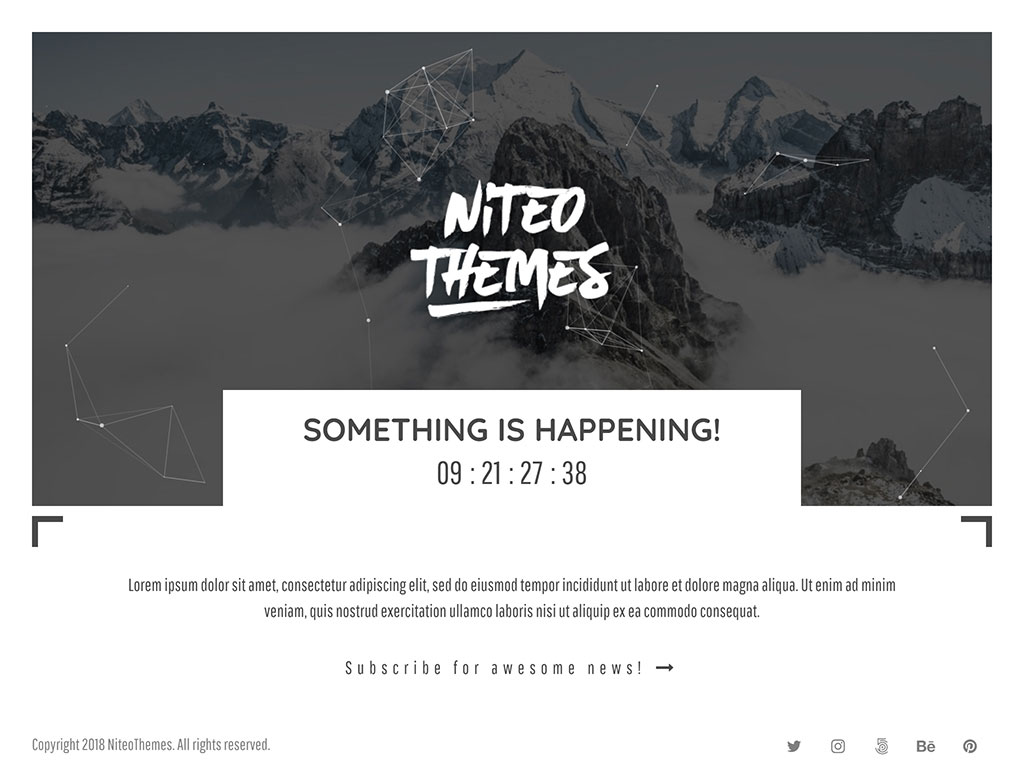 NiTEO
THEMES
SOMETHING IS HAPPENING!
09 : 21 : 27 : 38
Lorem ipsum dolor sit amet, consectetur adipiscing elit, sed do eiusmod tempor incididunt ut labore et dolore magna aliqua. Ut enim ad minim
veniam, quis nostrud exercitation ullamco laboris nisi ut aliquip ex ea commodo consequat.
Subscribe for awesome news! →
Copyright 2018 NiteoThemes. All rights reserved.
Bē